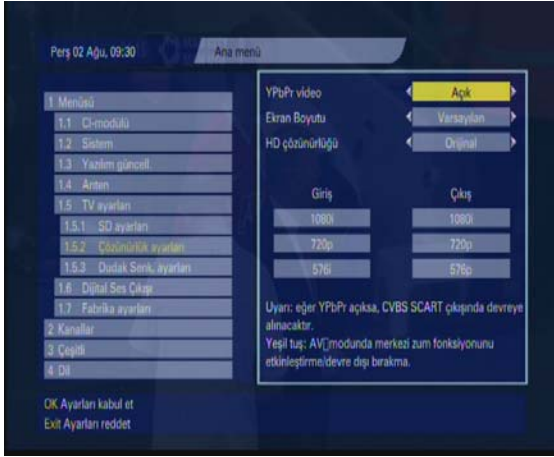 Perş 02 Ağu, 09:30
Ana menü
1 Menüsü
1.1 CI-modülü
1.2 Sistem
1.3 Yazılım güncell.
1.4 Anten
1.5 TV ayarları
1.5.1 SD ayarları
1.5.2 Çözünürlük ayarları
1.5.3 Dudak Senk. ayarları
1.6 Dijital Ses Çıkışı
1.7 Fabrika ayarları
2 Kanallar
3 Çeşitli
4 Dil
YPbPr video Açık
Ekran Boyutu Varsayılan
HD çözünürlüğü Orijinal
Giriş Çıkış
1080i 1080i
720p 720p
576i 576p
Uyarı: eğer YPbPr açıksa, CVBS SCART çıkışında devreye
alınacaktır.
Yeşil tuş: AV modunda merkezi zum fonksiyonunu
etkinleştirme/devre dışı bırakma.
OK Ayarları kabul et
Exit Ayarları reddet